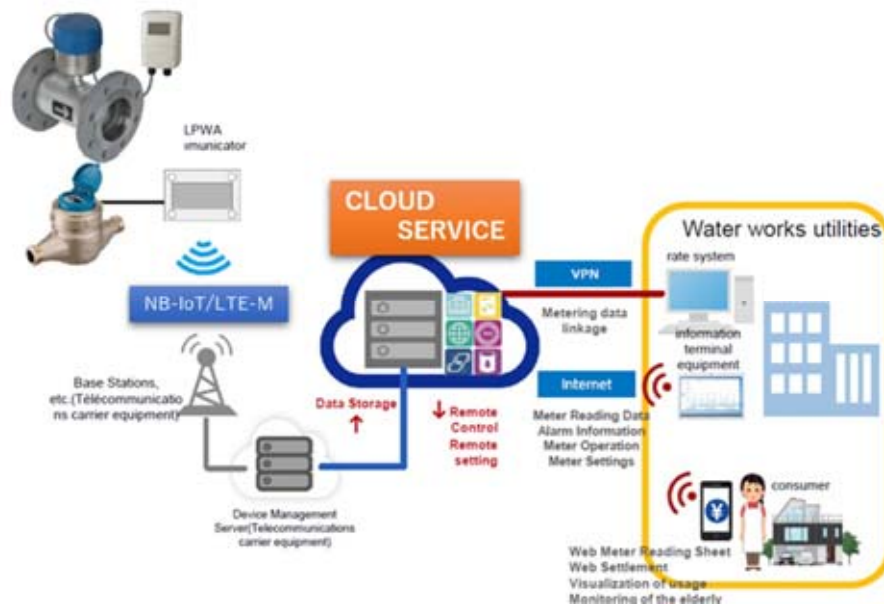 LPWA
imunicator
CLOUD
SERVICE
NB-IoT/LTE-M
Base Stations,
etc.(Télécommunicatio
ns carrier equipment)
Data Storage
Remote
Control
Remote
setting
Device Management
Server(Telecommunications
carrier equipment)
VPN
Metering data
linkage
Internet
Meter Reading Data
Alarm Information
Meter Operation
Meter Settings
Water works utilities
rate system
information
terminal
equipment
¥
consumer
Web Meter Reading Sheet
Web Settlement
Visualization of usage
Monitoring of the elderly